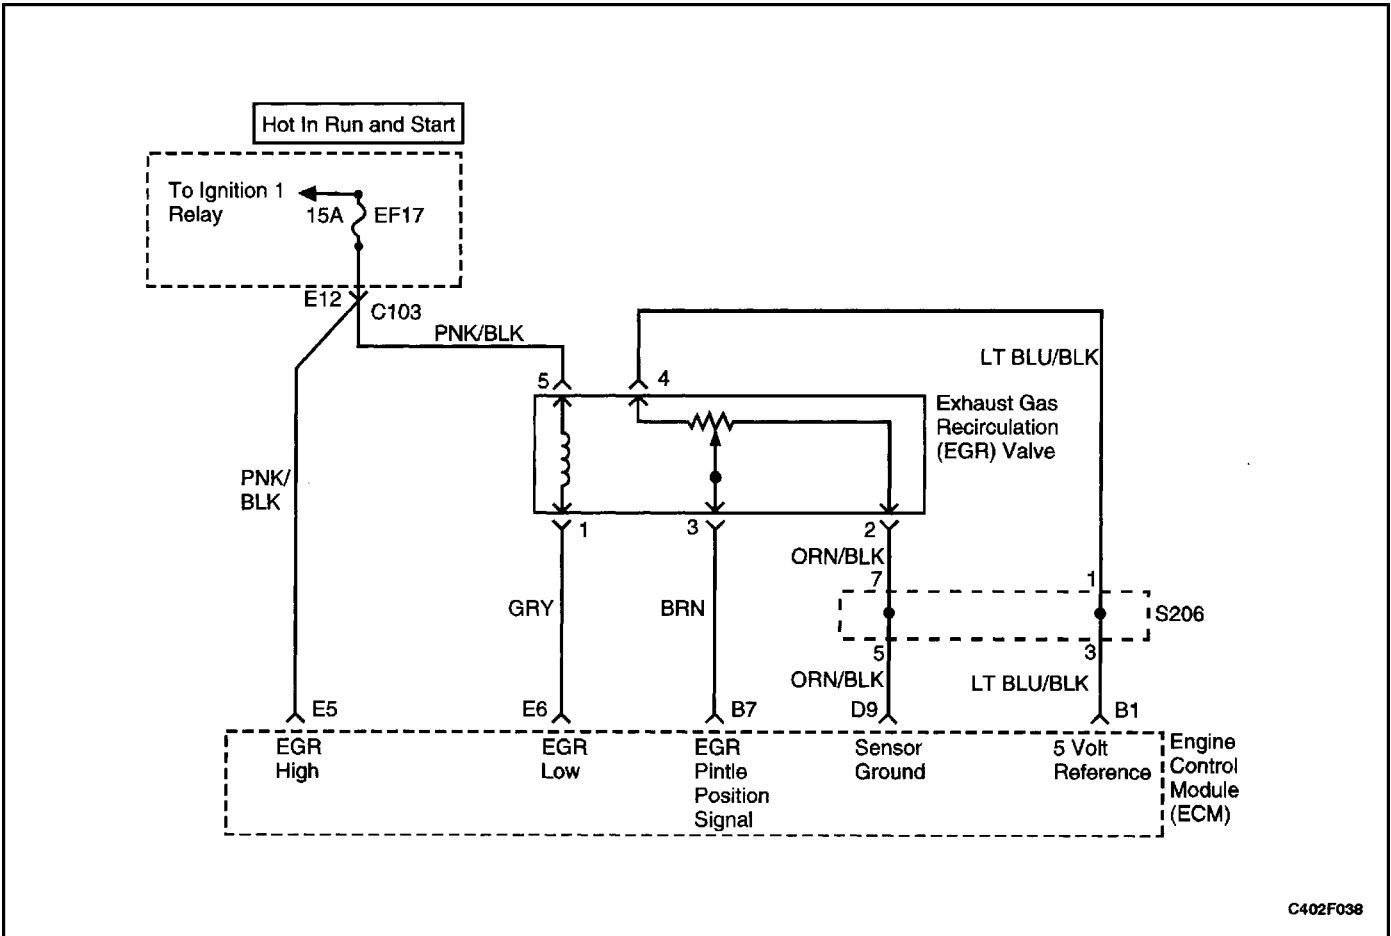 Hot In Run and Start
To Ignition 1
Relay
15A
EF17
E12
C103
PNK/BLK
LT BLU/BLK
5
4
Exhaust Gas
Recirculation
(EGR) Valve
PNK/
BLK
1
3
2
ORN/BLK
7
1
GRY
BRN
S206
5
3
ORN/BLK
LT BLU/BLK
E5
E6
B7
D9
B1
EGR
High
EGR
Low
EGR
Pintle
Position
Signal
Sensor
Ground
5 Volt
Reference
Engine
Control
Module
(ECM)
C402F038